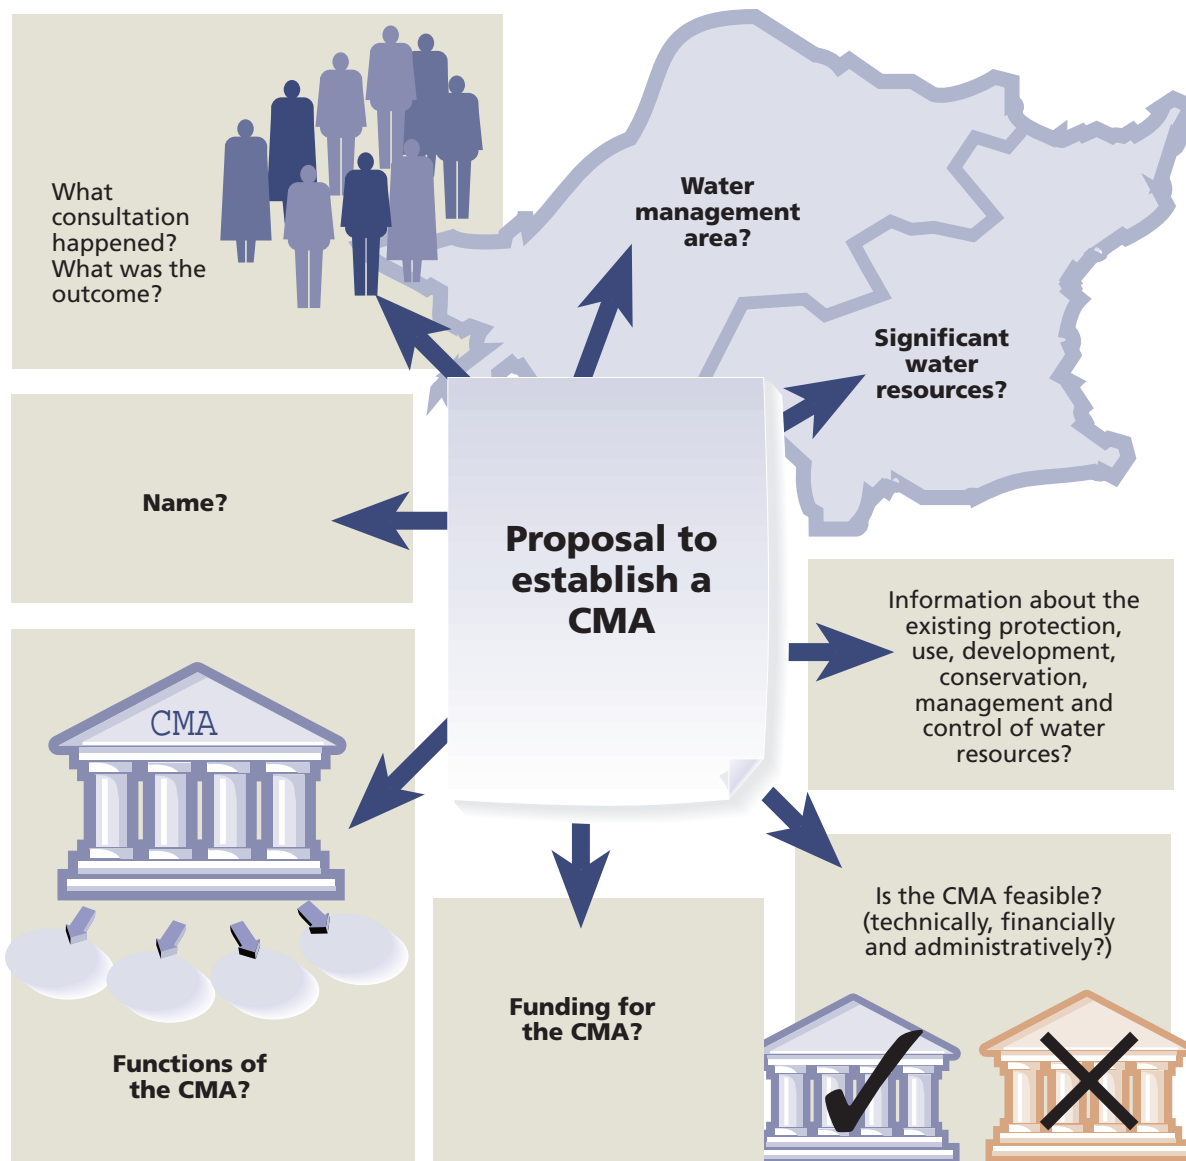 What
consultation
happened?
What was the
outcome?
Water
management
area?
Significant
water
resources?
Name?
Proposal to
establish a
CMA
Information about the
existing protection,
use, development,
conservation,
management and
control of water
resources?
CMA
Functions of
the CMA?
Funding for
the CMA?
Is the CMA feasible?
(technically, financially
and administratively?)